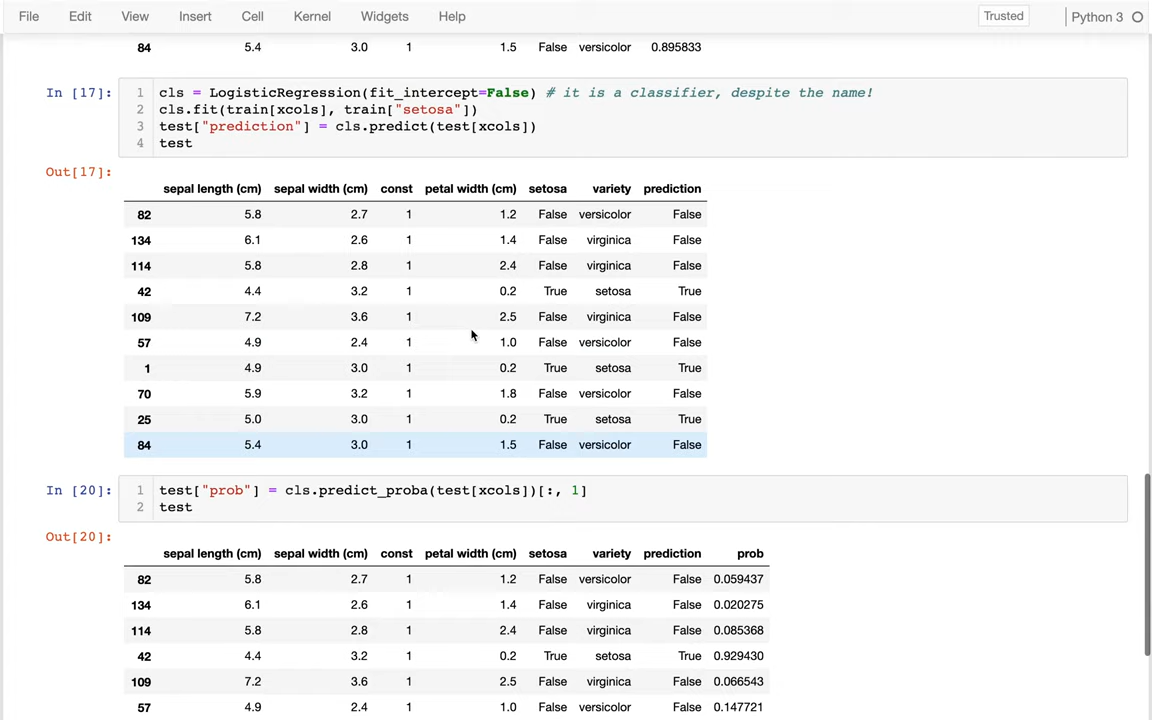 File Edit View Insert Cell Kernel Widgets Help Trusted Python 3
84 5.4 3.0 1 1.5 False versicolor 0.895833
In [17]: 1 cls = LogisticRegression(fit_intercept=False) # it is a classifier, despite the name!
2 cls.fit(train[xcols], train["setosa"])
3 test["prediction"] = cls.predict(test[xcols])
4 test
Out[17]:
sepal length (cm) sepal width (cm) const petal width (cm) setosa variety prediction
82 5.8 2.7 1 1.2 False versicolor False
134 6.1 2.6 1 1.4 False virginica False
114 5.8 2.8 1 2.4 False virginica False
42 4.4 3.2 1 0.2 True setosa True
109 7.2 3.6 1 2.5 False virginica False
57 4.9 2.4 1 1.0 False versicolor False
1 4.9 3.0 1 0.2 True setosa True
70 5.9 3.2 1 1.8 False versicolor False
25 5.0 3.0 1 0.2 True setosa True
84 5.4 3.0 1 1.5 False versicolor False
In [20]: 1 test["prob"] = cls.predict_proba(test[xcols])[:, 1]
2 test
Out[20]:
sepal length (cm) sepal width (cm) const petal width (cm) setosa variety prediction prob
82 5.8 2.7 1 1.2 False versicolor False 0.059437
134 6.1 2.6 1 1.4 False virginica False 0.020275
114 5.8 2.8 1 2.4 False virginica False 0.085368
42 4.4 3.2 1 0.2 True setosa True 0.929430
109 7.2 3.6 1 2.5 False virginica False 0.066543
57 4.9 2.4 1 1.0 False versicolor False 0.147721